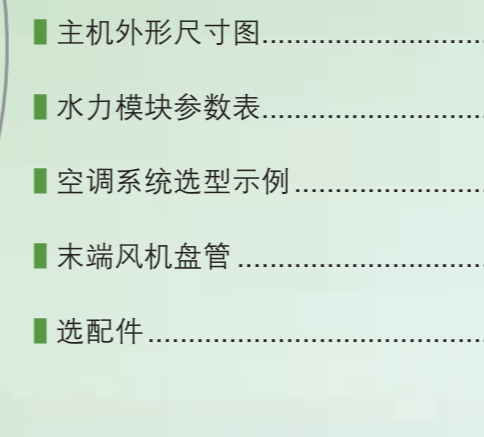 主机外形尺寸图..............................
水力模块参数表..............................
空调系统选型示例..........................
末端风机盘管.................................
选配件............................................